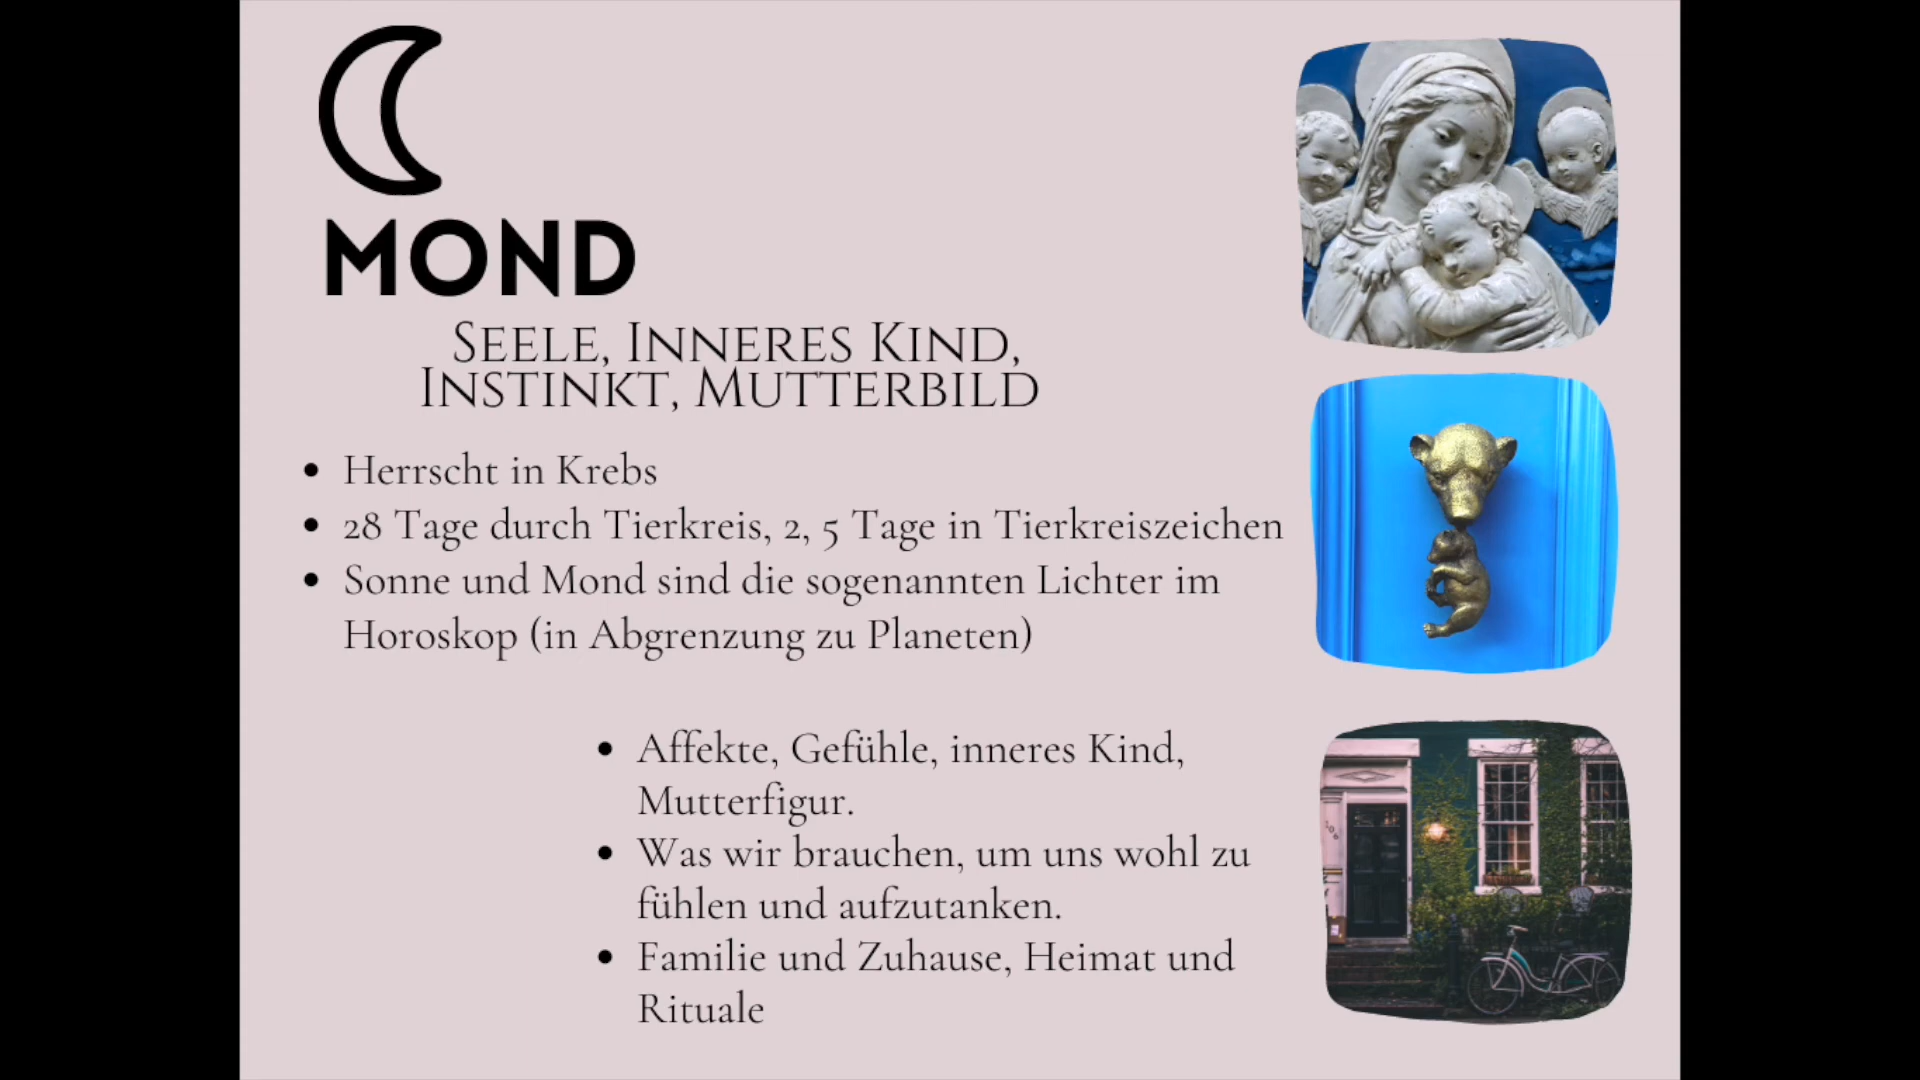 MOND
SEELE, INNERES KIND,
INSTINKT, MUTTERBILD
• Herrscht in Krebs
• 28 Tage durch Tierkreis, 2, 5 Tage in Tierkreiszeichen
• Sonne und Mond sind die sogenannten Lichter im
Horoskop (in Abgrenzung zu Planeten)
• Affekte, Gefühle, inneres Kind,
Mutterfigur.
• Was wir brauchen, um uns wohl zu
fühlen und aufzutanken.
• Familie und Zuhause, Heimat und
Rituale